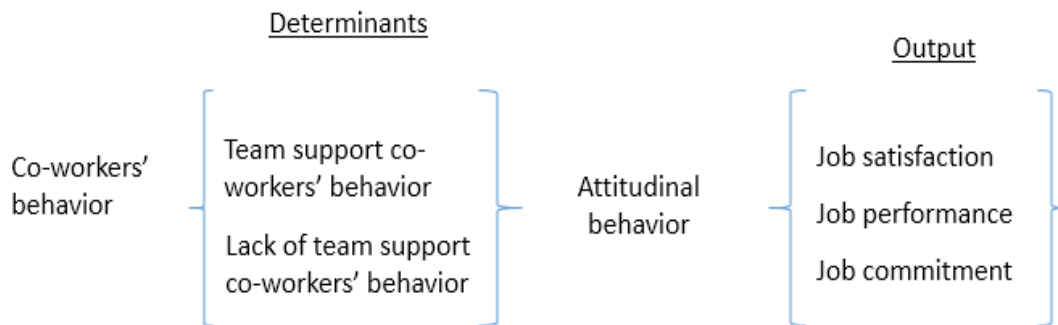 Determinants
Output
Co-workers'
behavior
Team support co-
workers' behavior
Lack of team support
co-workers' behavior
Attitudinal
behavior
Job satisfaction
Job performance
Job commitment